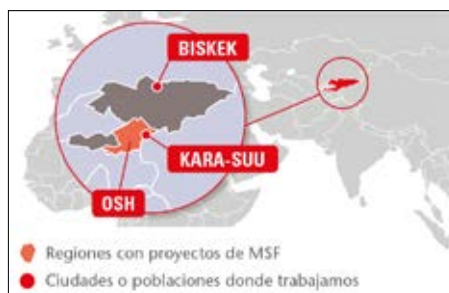 BISKEK
KARA-SUU
OSH
Regiones con proyectos de MSF
Ciudades o poblaciones donde trabajamos